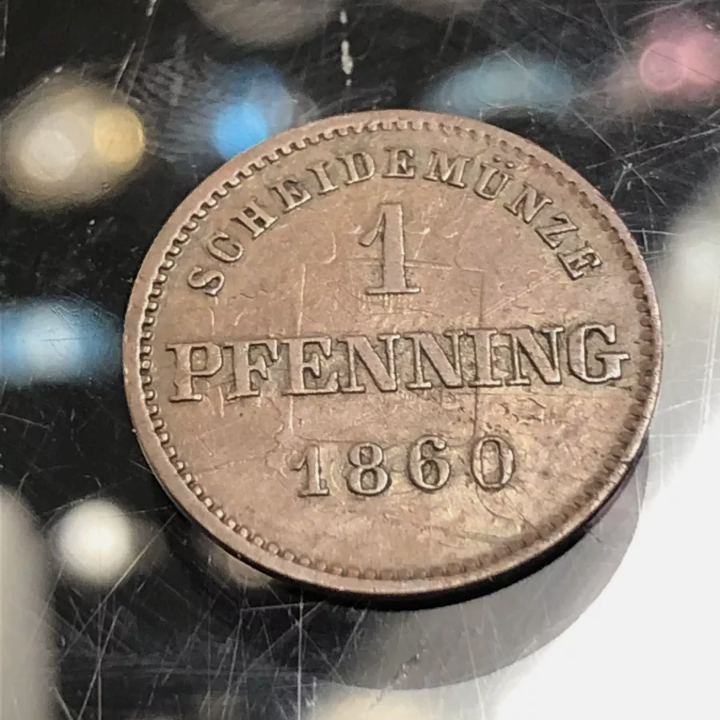 SCHEIDEMÜNZE
1
PFENNING
1860